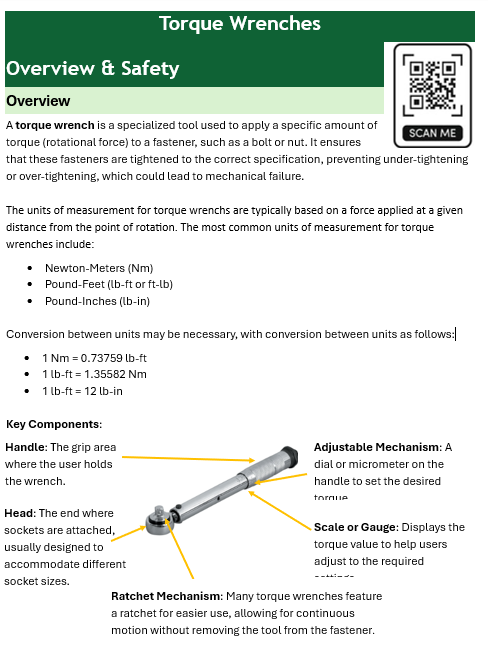 Torque Wrenches
Overview & Safety
SCAN ME
Overview
A torque wrench is a specialized tool used to apply a specific amount of
torque (rotational force) to a fastener, such as a bolt or nut. It ensures
that these fasteners are tightened to the correct specification, preventing under-tightening
or over-tightening, which could lead to mechanical failure.
The units of measurement for torque wrenchs are typically based on a force applied at a given
distance from the point of rotation. The most common units of measurement for torque
wrenches include:
• Newton-Meters (Nm)
• Pound-Feet (lb-ft or ft-lb)
• Pound-Inches (lb-in)
Conversion between units may be necessary, with conversion between units as follows:
• 1 Nm = 0.73759 lb-ft
• 1 lb-ft = 1.35582 Nm
• 1 lb-ft = 12 lb-in
Key Components:
Handle: The grip area
where the user holds
the wrench.
Head: The end where
sockets are attached,
usually designed to
accommodate different
socket sizes.
Adjustable Mechanism: A
dial or micrometer on the
handle to set the desired
torque
Scale or Gauge: Displays the
torque value to help users
adjust to the required
settings.
Ratchet Mechanism: Many torque wrenches feature
a ratchet for easier use, allowing for continuous
motion without removing the tool from the fastener.